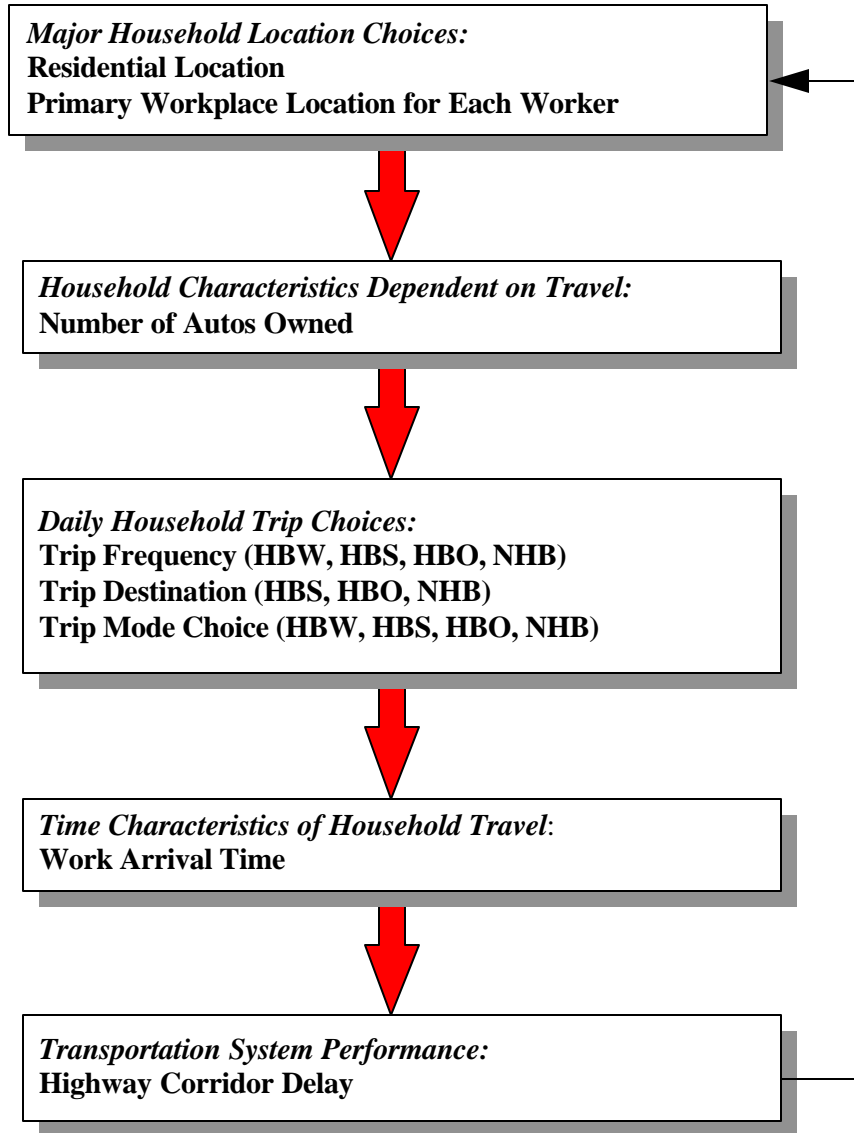 Major Household Location Choices:
Residential Location
Primary Workplace Location for Each Worker
Household Characteristics Dependent on Travel:
Number of Autos Owned
Daily Household Trip Choices:
Trip Frequency (HBW, HBS, HBO, NHB)
Trip Destination (HBS, HBO, NHB)
Trip Mode Choice (HBW, HBS, HBO, NHB)
Time Characteristics of Household Travel:
Work Arrival Time
Transportation System Performance:
Highway Corridor Delay